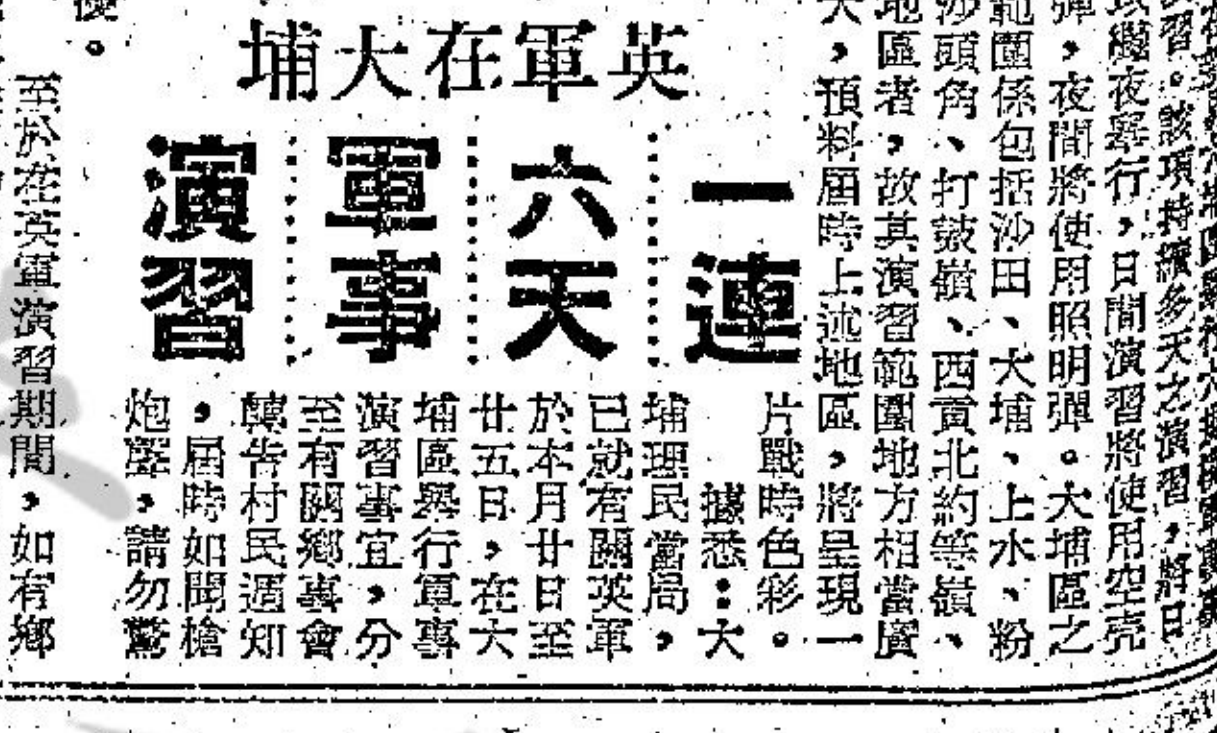 英軍在大埔
一連
六天
軍事
演習
習。該項持續多天之演習，將日
繼夜舉行，日間演習將使用空壳
彈，夜間將使用照明彈。大埔區之
範圍係包括沙田、大埔、上水、粉
沙頭角、打鼓嶺、西貢北約等嶺、
地區者，故其演習範圍地方相當廣
大，預料屆時上述地區，將呈現一
片戰時色彩。
據悉：大
埔理民當局，
已就有關英軍
於本月廿日至
廿五日，在大
埔區舉行軍事
演習事宜，分
至有關鄉事會
轉告村民週知
，屆時如聞槍
炮聲，請勿驚
至於在英軍演習期間，如有鄉